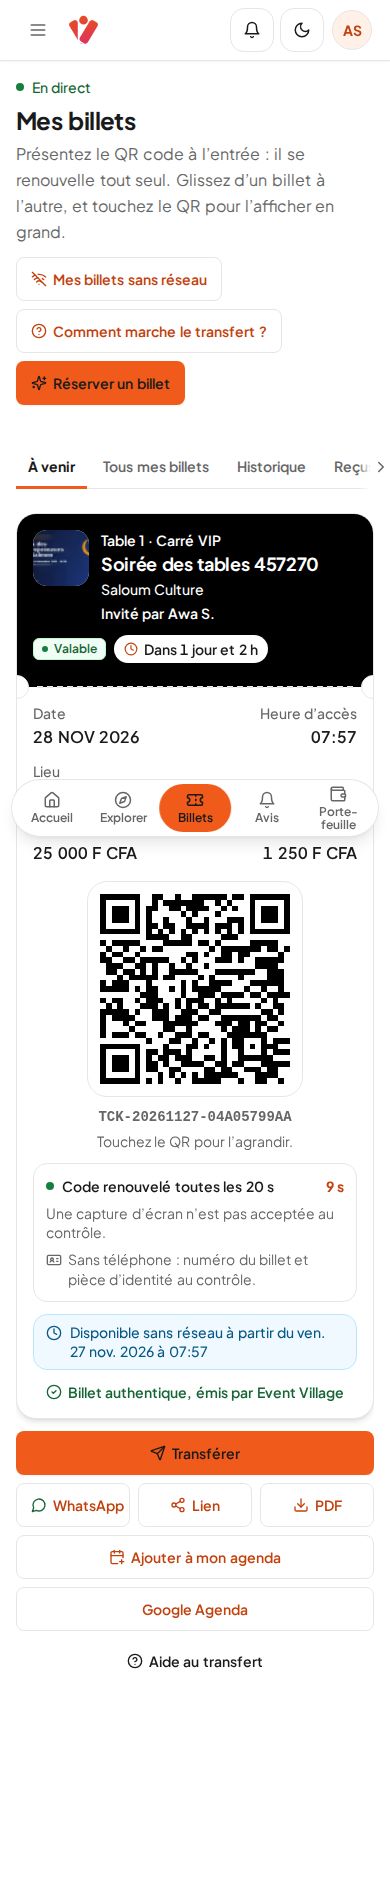 AS
En direct
Mes billets
Présentez le QR code à l’entrée : il se
renouvelle tout seul. Glissez d’un billet à
l’autre, et touchez le QR pour l’afficher en
grand.
Mes billets sans réseau
Comment marche le transfert ?
Réserver un billet
À venir
Tous mes billets
Historique
Reçus
Table 1 · Carré VIP
Soirée des tables 457270
Saloum Culture
Invité par Awa S.
Valable
Dans 1 jour et 2 h
Date
Heure d’accès
28 NOV 2026
07:57
Lieu
Accueil
Explorer
Billets
Avis
Porte-
feuille
25 000 F CFA
1 250 F CFA
TCK-20261127-04A05799AA
Touchez le QR pour l’agrandir.
Code renouvelé toutes les 20 s
9 s
Une capture d’écran n’est pas acceptée au
contrôle.
Sans téléphone : numéro du billet et
pièce d’identité au contrôle.
Disponible sans réseau à partir du ven.
27 nov. 2026 à 07:57
Billet authentique, émis par Event Village
Transférer
WhatsApp
Lien
PDF
Ajouter à mon agenda
Google Agenda
Aide au transfert